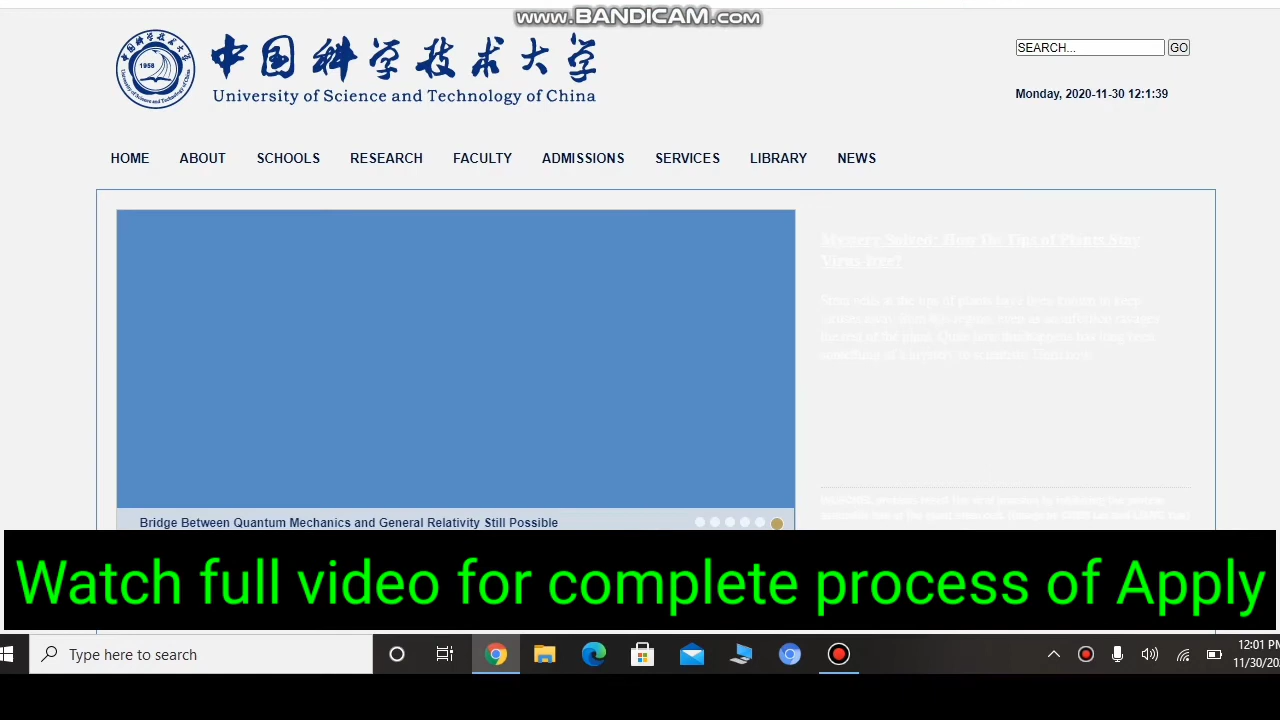 www.BANDICAM.com
中国科学技术大学
University of Science and Technology of China
1958
SEARCH...
GO
Monday, 2020-11-30 12:1:39
HOME ABOUT SCHOOLS RESEARCH FACULTY ADMISSIONS SERVICES LIBRARY NEWS
Mystery Solved: How Do Tips of Plants Stay
Virus-free?
Bridge Between Quantum Mechanics and General Relativity Still Possible
Watch full video for complete process of Apply
Type here to search
12:01 PM
11/30/20